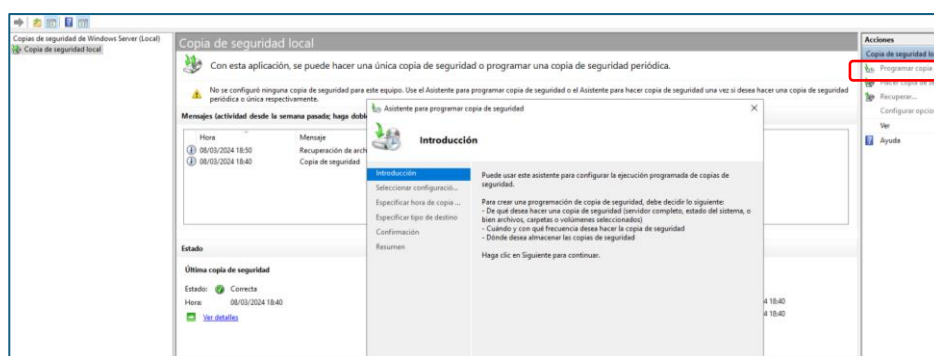 Copias de seguridad de Windows Server (Local)
Copia de seguridad local
Copia de seguridad local
Con esta aplicación, se puede hacer una única copia de seguridad o programar una copia de seguridad periódica.
No se configuró ninguna copia de seguridad para este equipo. Use el Asistente para programar copia de seguridad o el Asistente para hacer copia de seguridad una vez si desea hacer una copia de seguridad
periódica o única respectivamente.
Mensajes (actividad desde la semana pasada; haga dobl
Hora Mensaje
08/03/2024 18:50 Recuperación de arch
08/03/2024 18:40 Copia de seguridad
Estado
Última copia de seguridad
Estado: Correcta
Hora: 08/03/2024 18:40
Ver detalles
Asistente para programar copia de seguridad
Introducción
Introducción
Seleccionar configuració...
Especificar hora de copia ...
Especificar tipo de destino
Confirmación
Resumen
Puede usar este asistente para configurar la ejecución programada de copias de
seguridad.
Para crear una programación de copia de seguridad, debe decidir lo siguiente:
- De qué desea hacer una copia de seguridad (servidor completo, estado del sistema, o
bien archivos, carpetas o volúmenes seleccionados)
- Cuándo y con qué frecuencia desea hacer la copia de seguridad
- Dónde desea almacenar las copias de seguridad
Haga clic en Siguiente para continuar.
4 18:40
4 18:40
Acciones
Copia de seguridad lo
Programar copia
Hacer copia de se
Recuperar...
Configurar opcio
Ver
Ayuda